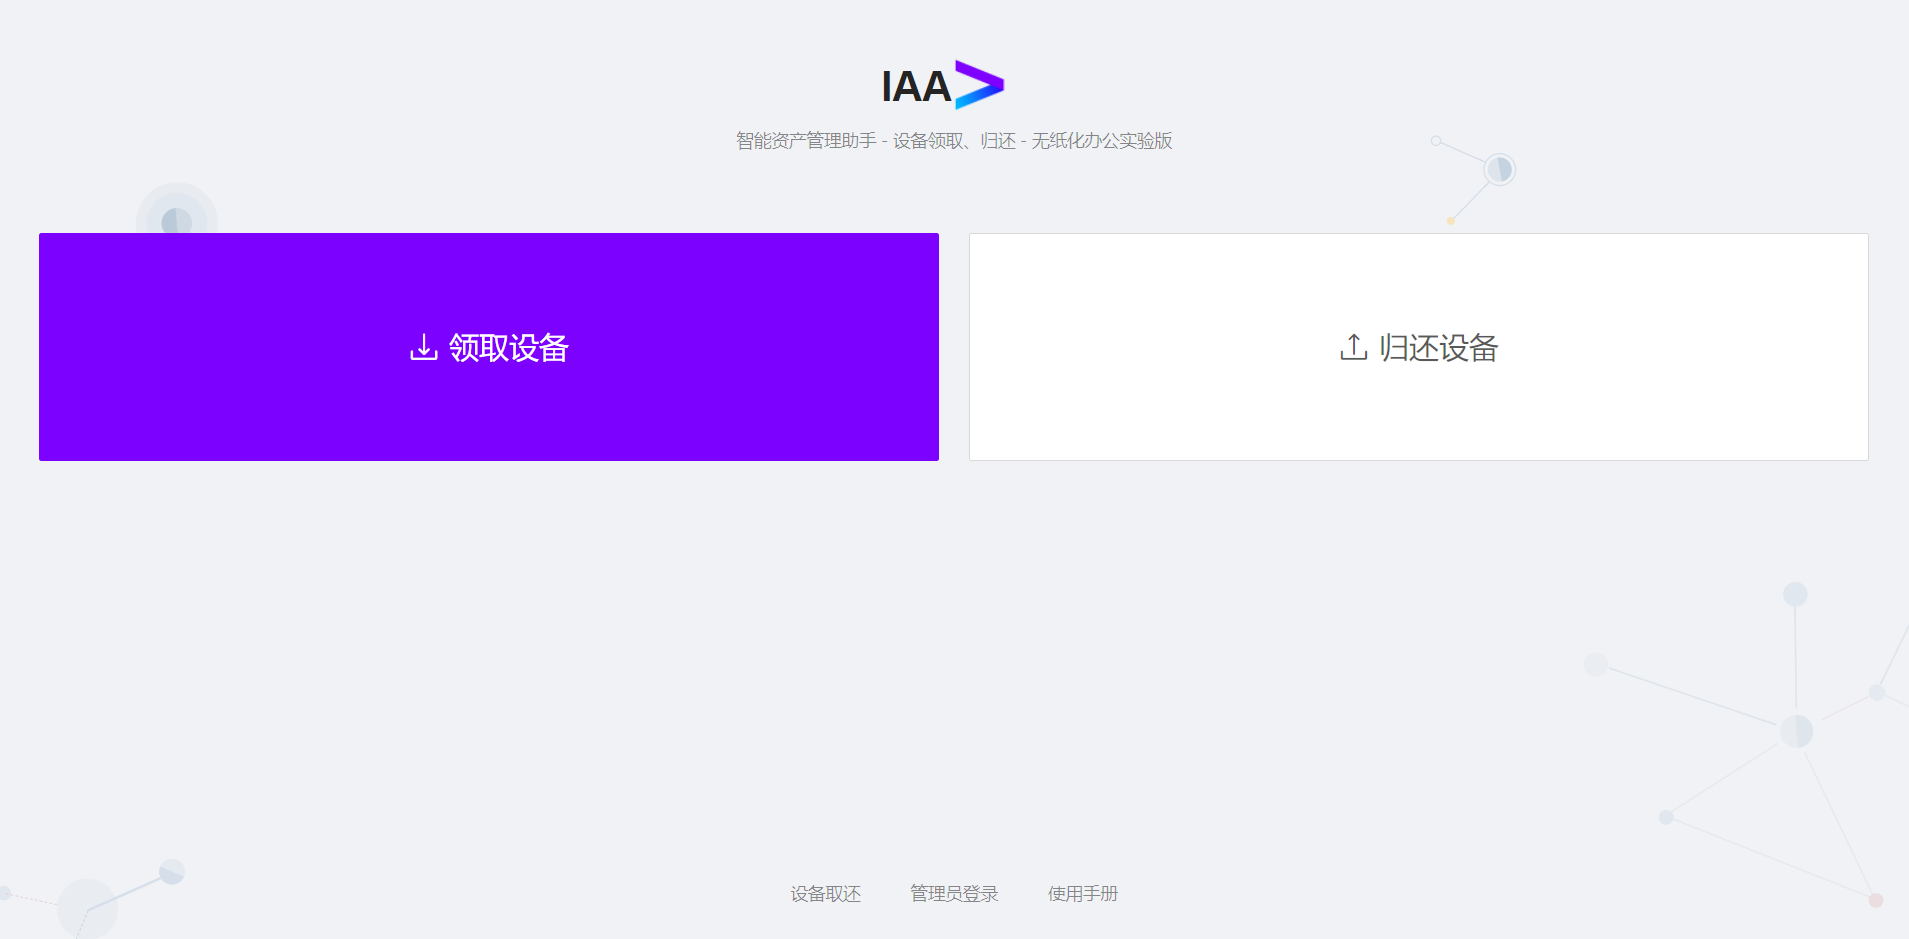 IAA
智能资产管理助手 - 设备领取、归还 - 无纸化办公实验版
领取设备
归还设备
设备取还
管理员登录
使用手册